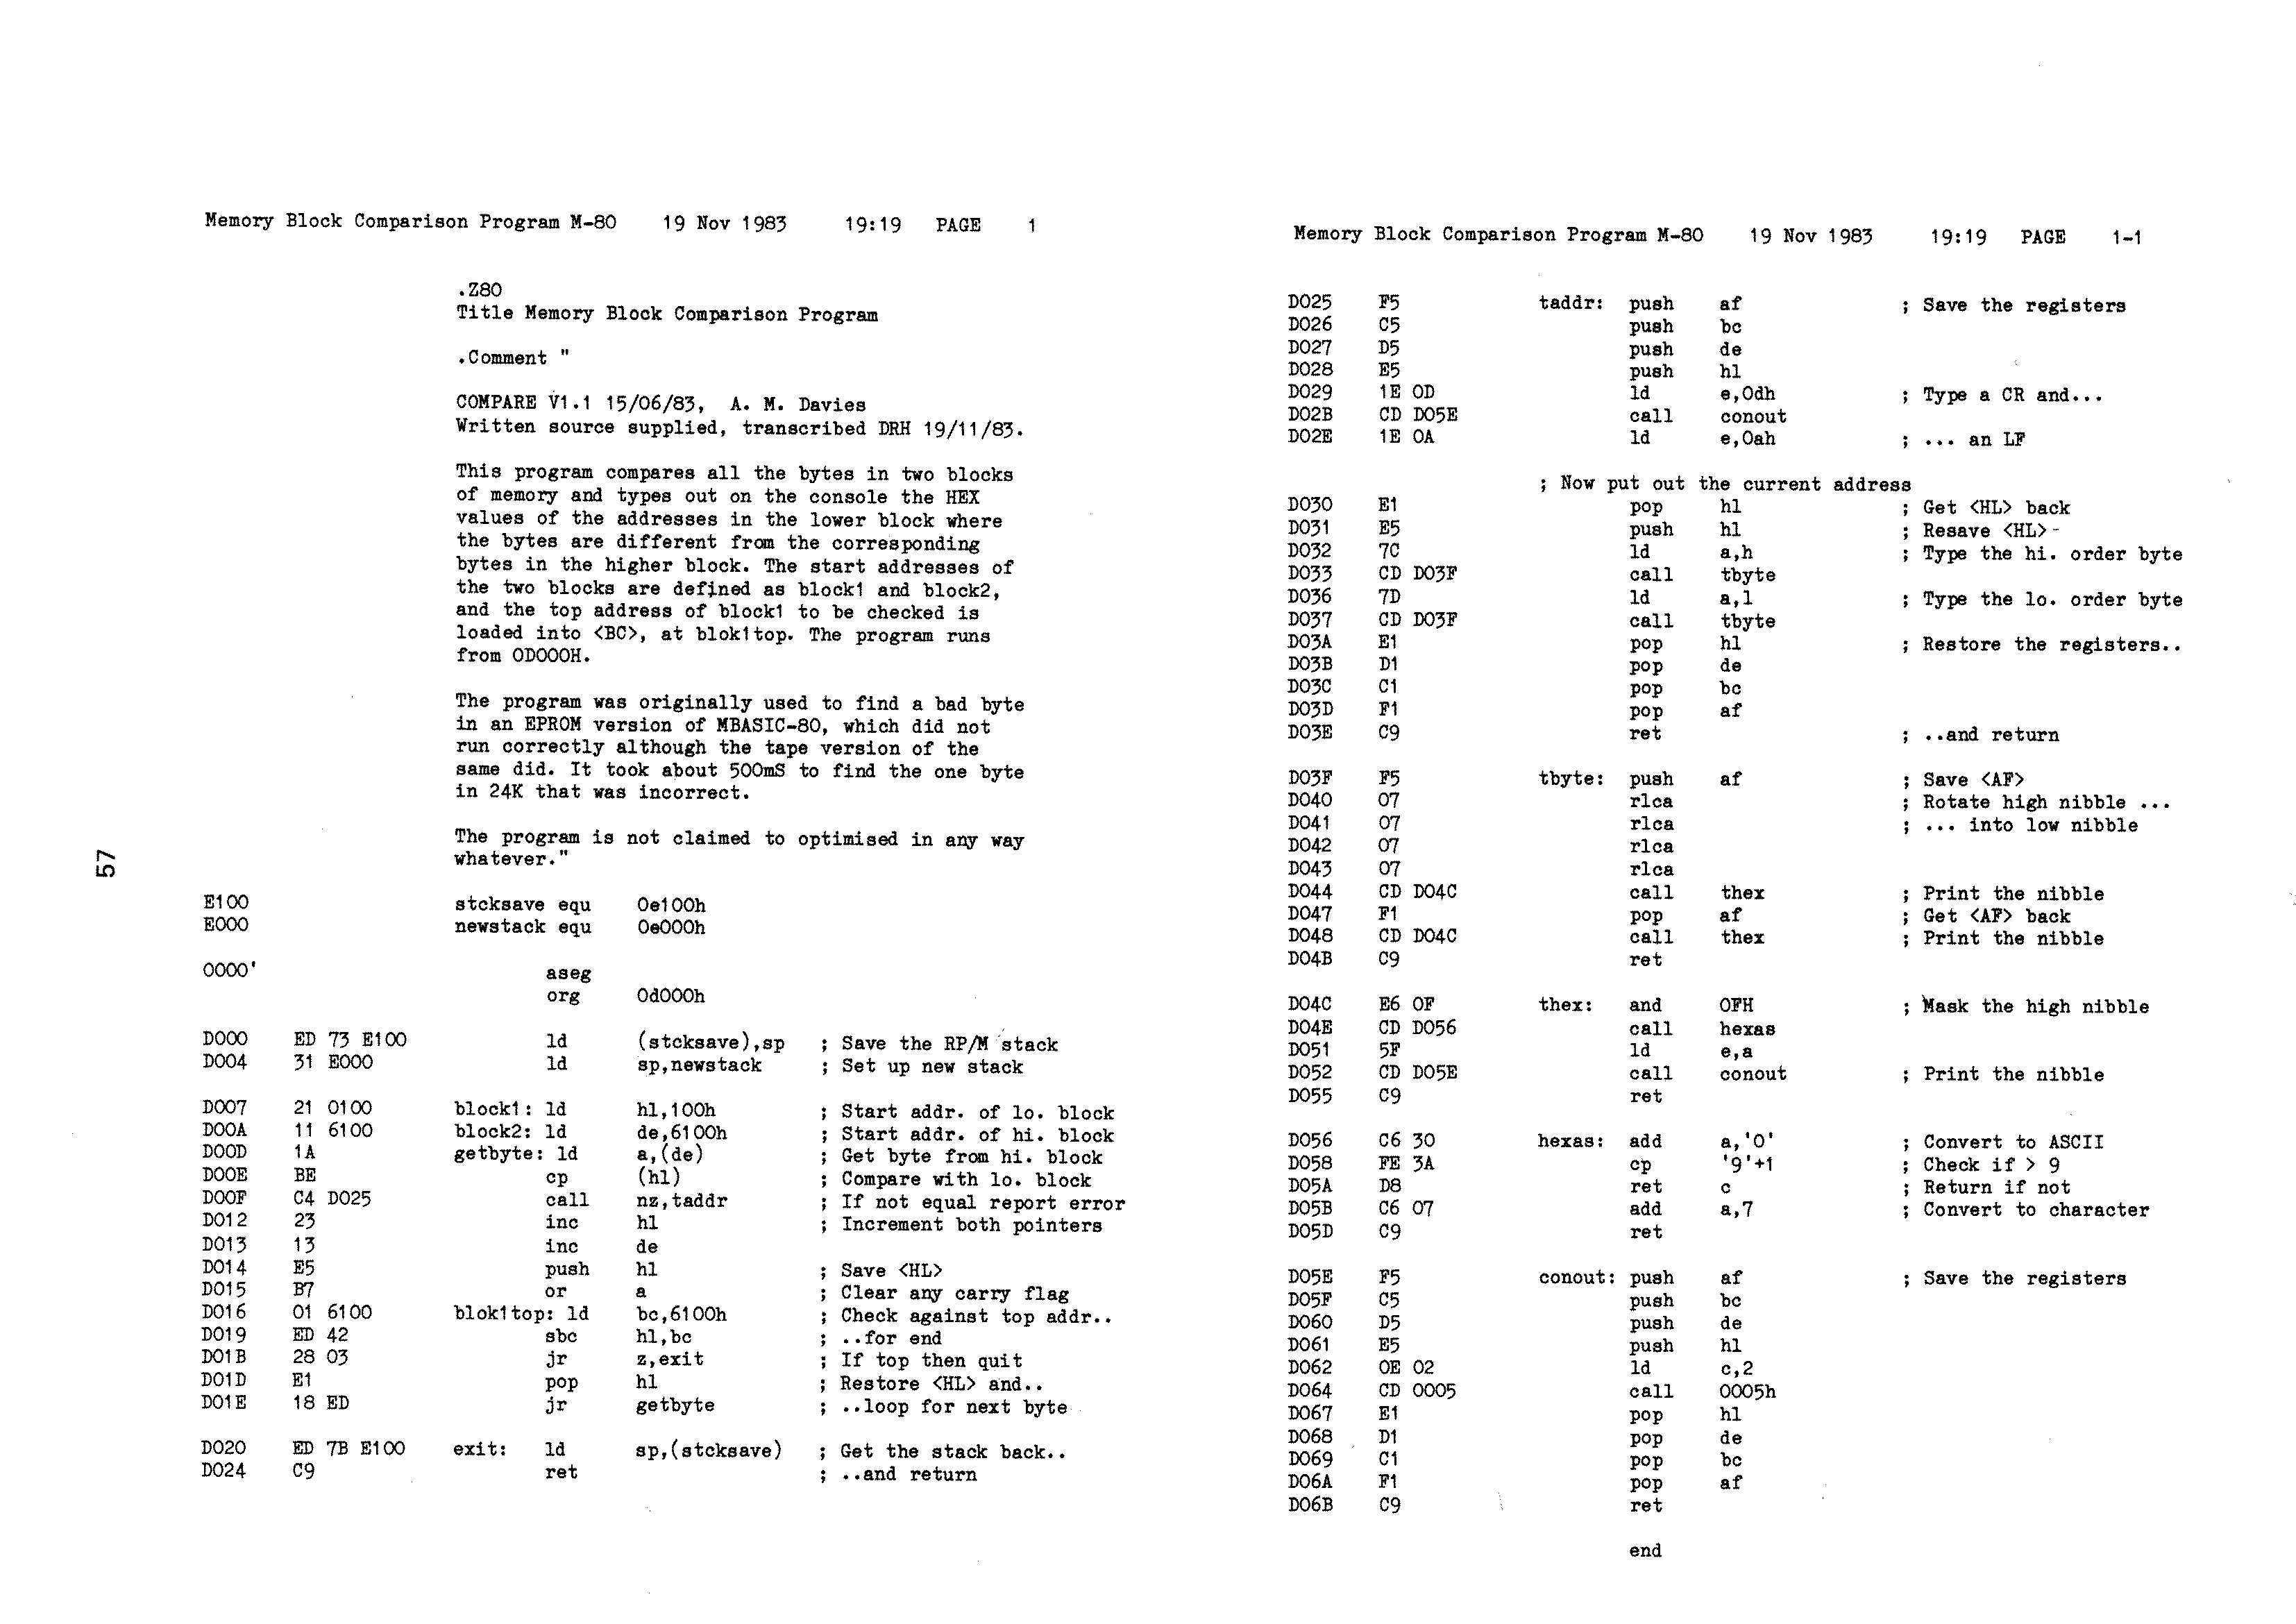 Memory Block Comparison Program M-80    19 Nov 1983    19:19  PAGE    1
.Z80
Title Memory Block Comparison Program
.Comment "
COMPARE V1.1 15/06/83,  A. M. Davies
Written source supplied, transcribed DRH 19/11/83.
This program compares all the bytes in two blocks
of memory and types out on the console the HEX
values of the addresses in the lower block where
the bytes are different from the corresponding
bytes in the higher block. The start addresses of
the two blocks are defined as block1 and block2,
and the top address of block1 to be checked is
loaded into <BC>, at blok1top. The program runs
from 0D000H.
The program was originally used to find a bad byte
in an EPROM version of MBASIC-80, which did not
run correctly although the tape version of the
same did. It took about 500mS to find the one byte
in 24K that was incorrect.
The program is not claimed to optimised in any way
whatever."
E100    stcksave equ    0e100h
E000    newstack equ    0e000h
0000'    aseg
org    0d000h
D000    ED 73 E100    ld    (stcksave),sp    ; Save the RP/M stack
D004    31 E000    ld    sp,newstack    ; Set up new stack
D007    21 0100    block1: ld    hl,100h    ; Start addr. of lo. block
D00A    11 6100    block2: ld    de,6100h    ; Start addr. of hi. block
D00D    1A    getbyte: ld    a,(de)    ; Get byte from hi. block
D00E    BE    cp    (hl)    ; Compare with lo. block
D00F    C4 D025    call    nz,taddr    ; If not equal report error
D012    23    inc    hl    ; Increment both pointers
D013    13    inc    de
D014    E5    push    hl    ; Save <HL>
D015    B7    or    a    ; Clear any carry flag
D016    01 6100    blok1top: ld    bc,6100h    ; Check against top addr..
D019    ED 42    sbc    hl,bc    ; ..for end
D01B    28 03    jr    z,exit    ; If top then quit
D01D    E1    pop    hl    ; Restore <HL> and..
D01E    18 ED    jr    getbyte    ; ..loop for next byte
D020    ED 7B E100    exit:    ld    sp,(stcksave)    ; Get the stack back..
D024    C9    ret    ; ..and return
57
Memory Block Comparison Program M-80    19 Nov 1983    19:19  PAGE    1-1
D025    F5    taddr:    push    af    ; Save the registers
D026    C5    push    bc
D027    D5    push    de
D028    E5    push    hl
D029    1E 0D    ld    e,0dh    ; Type a CR and...
D02B    CD D05E    call    conout
D02E    1E 0A    ld    e,0ah    ; ... an LF
; Now put out the current address
D030    E1    pop    hl    ; Get <HL> back
D031    E5    push    hl    ; Resave <HL>
D032    7C    ld    a,h    ; Type the hi. order byte
D033    CD D03F    call    tbyte
D036    7D    ld    a,l    ; Type the lo. order byte
D037    CD D03F    call    tbyte
D03A    E1    pop    hl    ; Restore the registers..
D03B    D1    pop    de
D03C    C1    pop    bc
D03D    F1    pop    af
D03E    C9    ret    ; ..and return
D03F    F5    tbyte:    push    af    ; Save <AF>
D040    07    rlca    ; Rotate high nibble ...
D041    07    rlca    ; ... into low nibble
D042    07    rlca
D043    07    rlca
D044    CD D04C    call    thex    ; Print the nibble
D047    F1    pop    af    ; Get <AF> back
D048    CD D04C    call    thex    ; Print the nibble
D04B    C9    ret
D04C    E6 0F    thex:    and    0FH    ; Mask the high nibble
D04E    CD D056    call    hexas
D051    5F    ld    e,a
D052    CD D05E    call    conout    ; Print the nibble
D055    C9    ret
D056    C6 30    hexas:    add    a,'0'    ; Convert to ASCII
D058    FE 3A    cp    '9'+1    ; Check if > 9
D05A    D8    ret    c    ; Return if not
D05B    C6 07    add    a,7    ; Convert to character
D05D    C9    ret
D05E    F5    conout:    push    af    ; Save the registers
D05F    C5    push    bc
D060    D5    push    de
D061    E5    push    hl
D062    0E 02    ld    c,2
D064    CD 0005    call    0005h
D067    E1    pop    hl
D068    D1    pop    de
D069    C1    pop    bc
D06A    F1    pop    af
D06B    C9    ret
end